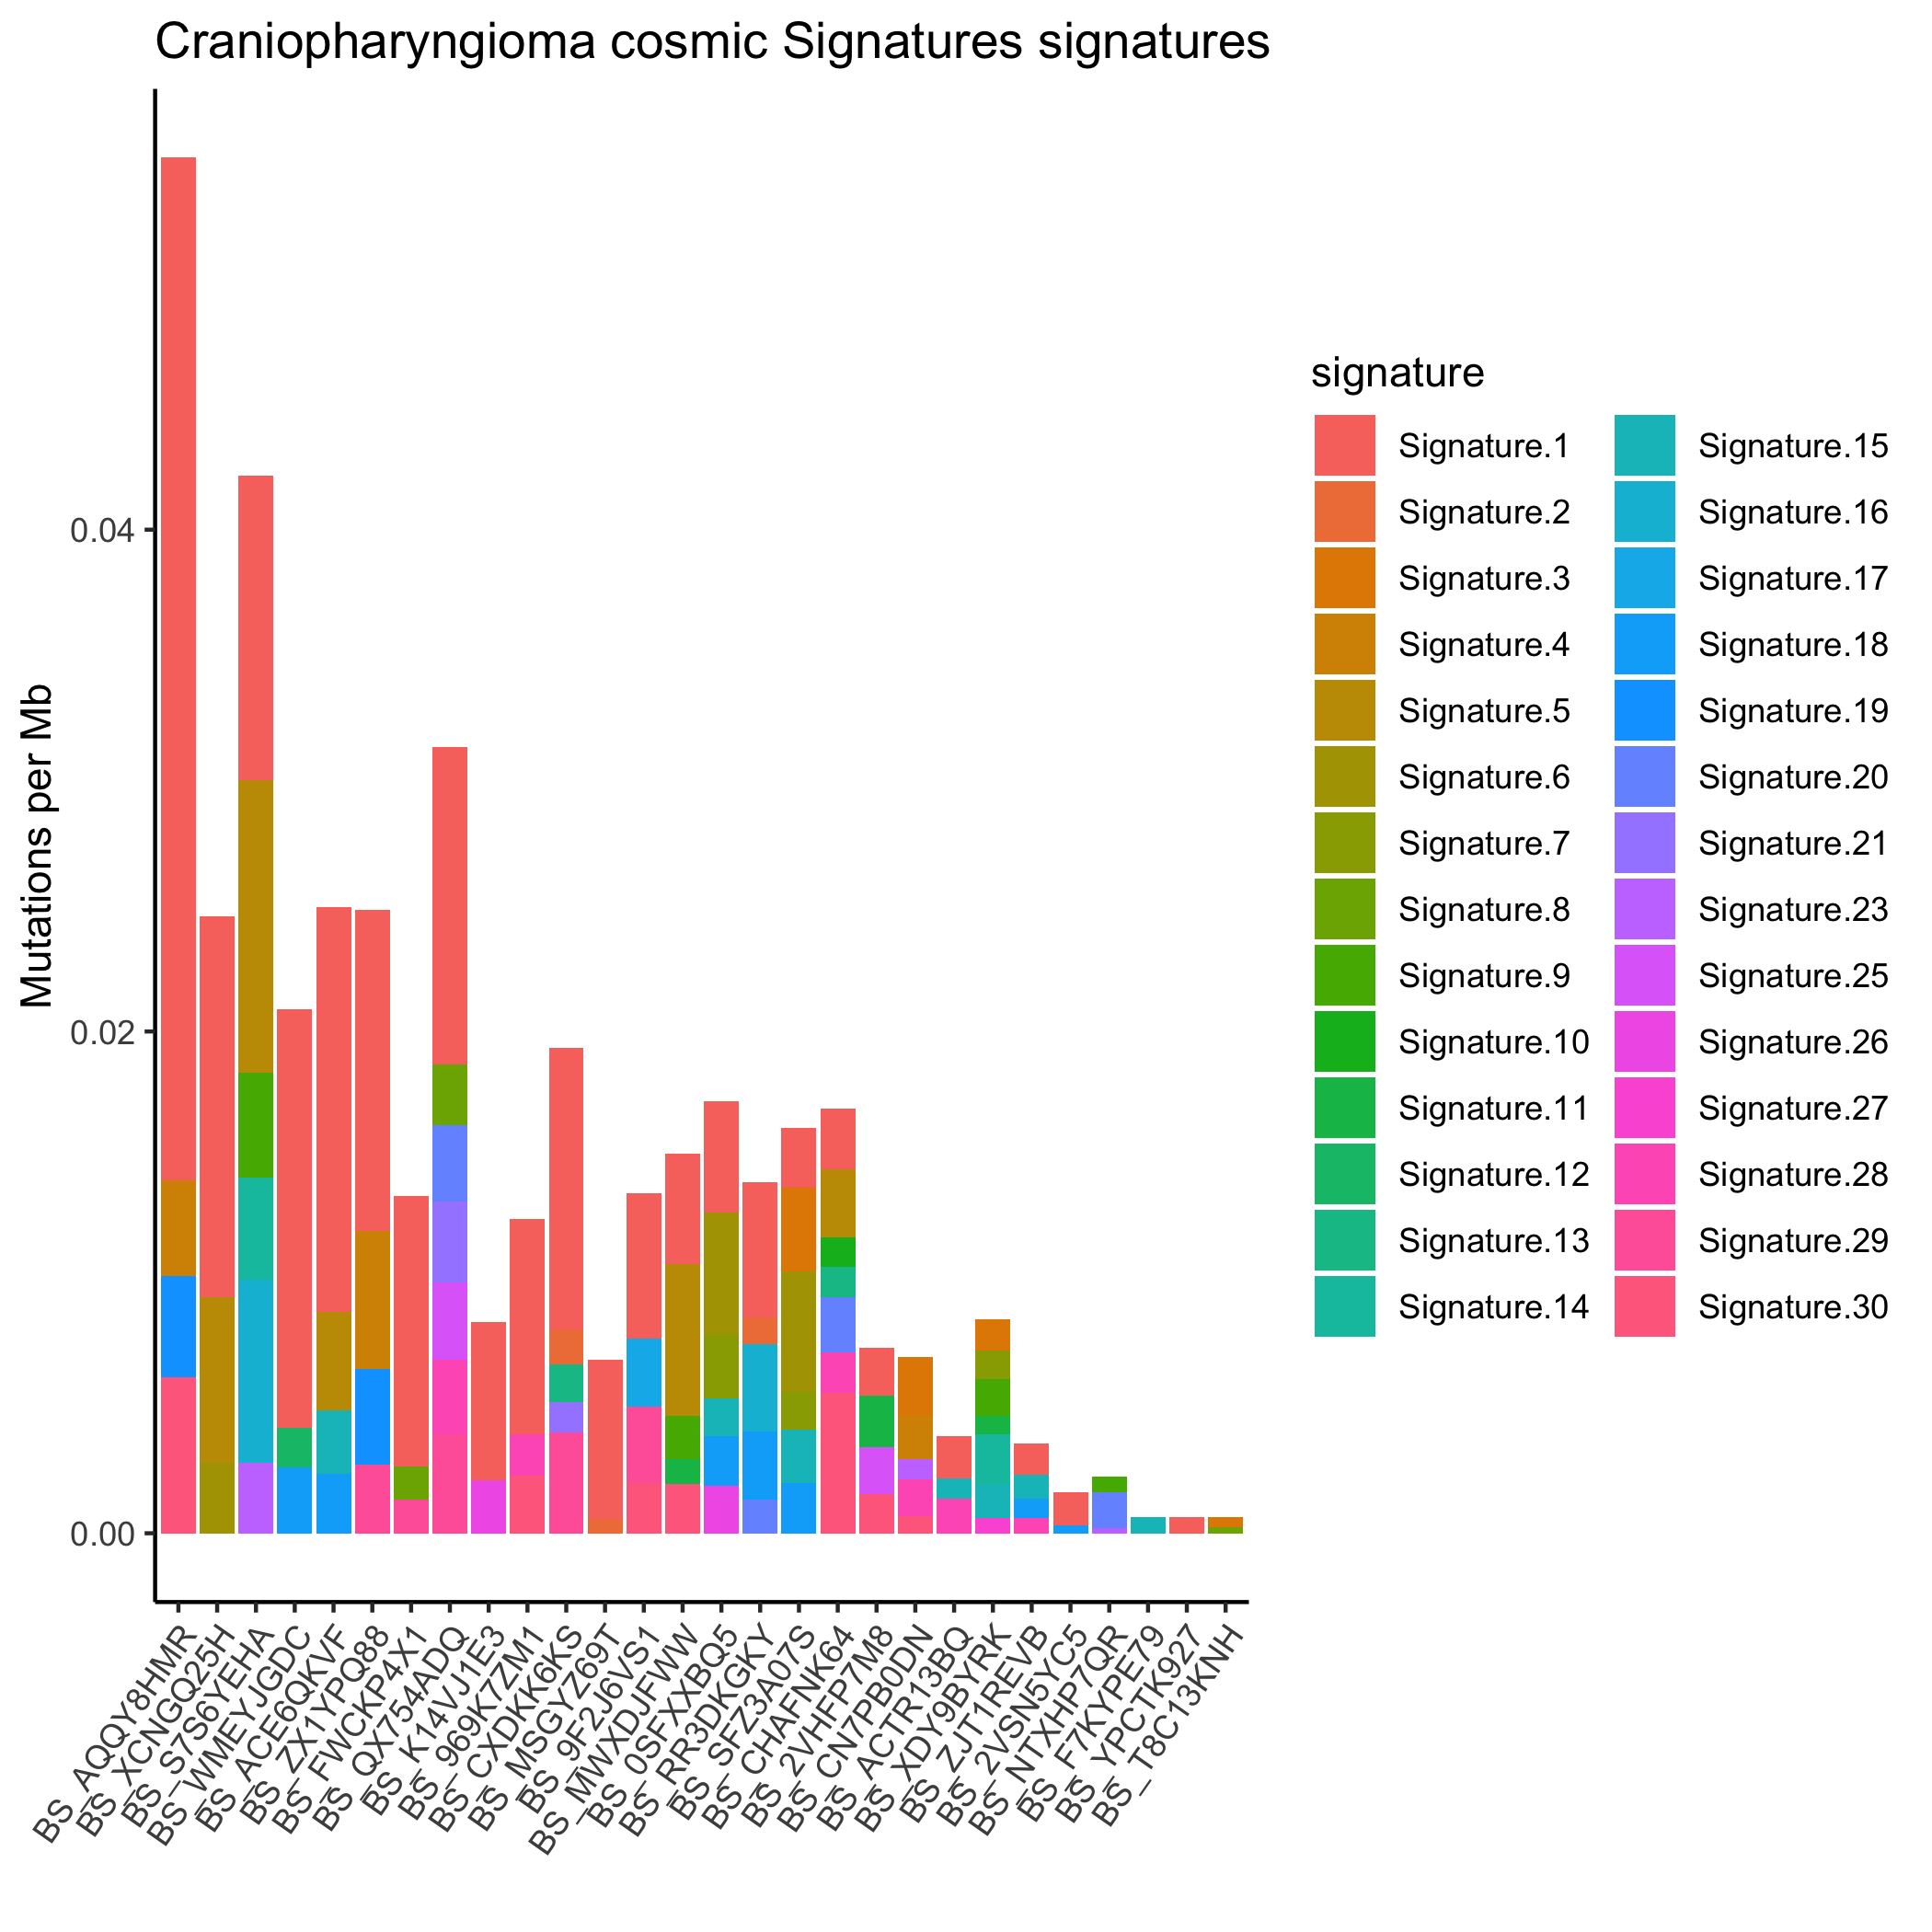 Craniopharyngioma cosmic Signatures signatures
Mutations per Mb
0.04
0.02
0.00
BS_AQQY8HMR
BS_XCNGQ25H
BS_S7S6YEHA
BS_WMEYJGDC
BS_ACE6QKVF
BS_ZX1YPQ88
BS_FWCKP4X1
BS_QX754ADQ
BS_K14VJ1E3
BS_969K7ZM1
BS_CXDKK6KS
BS_MSGYZ69T
BS_9F2J6VS1
BS_MWXDJFWW
BS_0SFXXBQ5
BS_RR3DKGKY
BS_SFZ3A07S
BS_CHAFNK64
BS_2VHFP7M8
BS_CN7PB0DN
BS_ACTR13BQ
BS_XDY9BYRK
BS_ZJT1REVB
BS_2VSN5YC5
BS_NTXHP7QR
BS_F7KYPE79
BS_YPCTK927
BS_T8C13KNH
signature
Signature.1
Signature.2
Signature.3
Signature.4
Signature.5
Signature.6
Signature.7
Signature.8
Signature.9
Signature.10
Signature.11
Signature.12
Signature.13
Signature.14
Signature.15
Signature.16
Signature.17
Signature.18
Signature.19
Signature.20
Signature.21
Signature.23
Signature.25
Signature.26
Signature.27
Signature.28
Signature.29
Signature.30